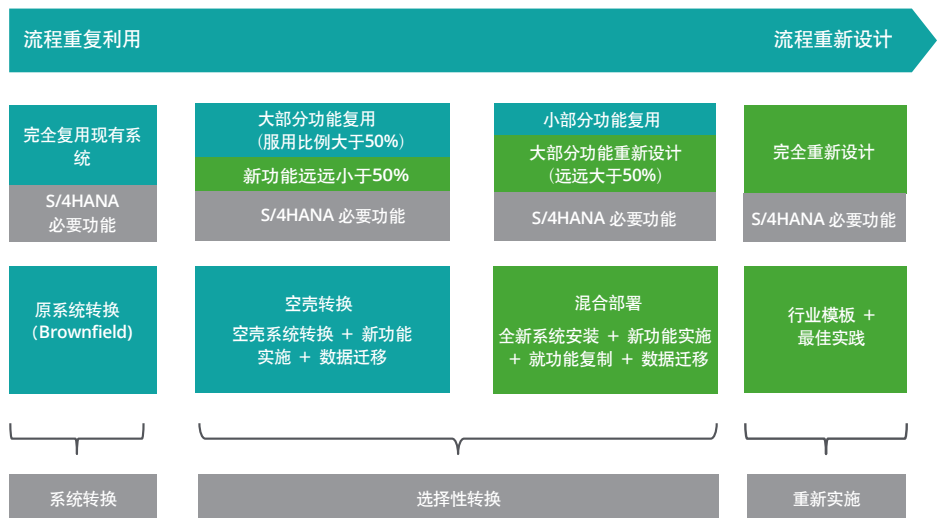 流程重复利用
流程重新设计
完全复用现有系
统
S/4HANA
必要功能
大部分功能复用
（服用比例大于50%）
新功能远远小于50%
S/4HANA 必要功能
小部分功能复用
大部分功能重新设计
（远远大于50%）
S/4HANA 必要功能
完全重新设计
S/4HANA 必要功能
原系统转换
（Brownfield）
空壳转换
空壳系统转换 + 新功能
实施 + 数据迁移
混合部署
全新系统安装 + 新功能实施
+ 就功能复制 + 数据迁移
行业模板 +
最佳实践
系统转换
选择性转换
重新实施